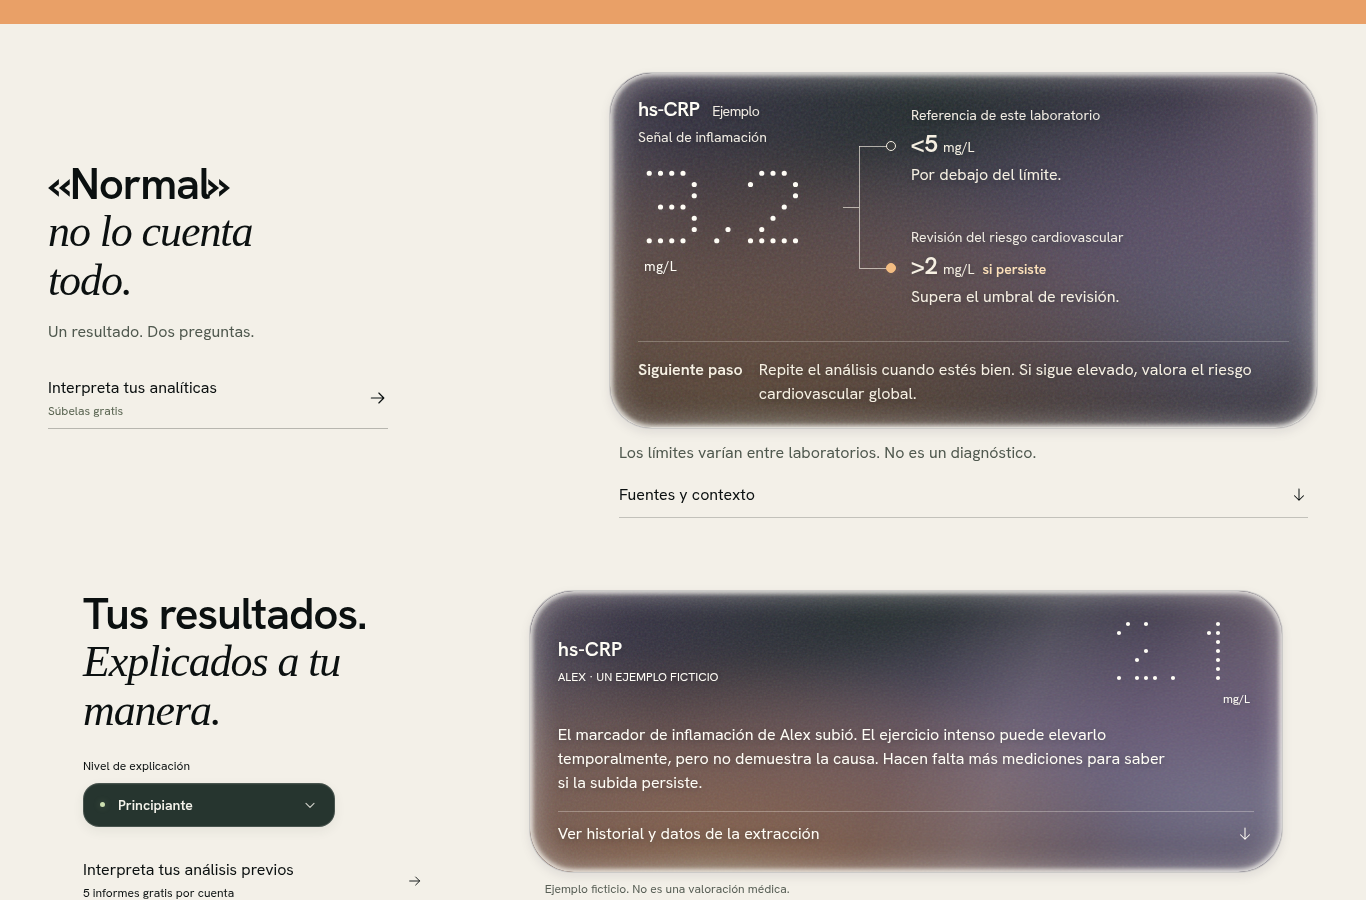 «Normal»
no lo cuenta
todo.
Un resultado. Dos preguntas.
Interpreta tus analíticas
Súbelas gratis
hs-CRP Ejemplo
Señal de inflamación
3.2
mg/L
Referencia de este laboratorio
<5 mg/L
Por debajo del límite.
Revisión del riesgo cardiovascular
>2 mg/L si persiste
Supera el umbral de revisión.
Siguiente paso Repite el análisis cuando estés bien. Si sigue elevado, valora el riesgo
cardiovascular global.
Los límites varían entre laboratorios. No es un diagnóstico.
Fuentes y contexto
Tus resultados.
Explicados a tu
manera.
Nivel de explicación
Principiante
Interpreta tus análisis previos
5 informes gratis por cuenta
hs-CRP
ALEX · UN EJEMPLO FICTICIO
mg/L
El marcador de inflamación de Alex subió. El ejercicio intenso puede elevarlo
temporalmente, pero no demuestra la causa. Hacen falta más mediciones para saber
si la subida persiste.
Ver historial y datos de la extracción
Ejemplo ficticio. No es una valoración médica.